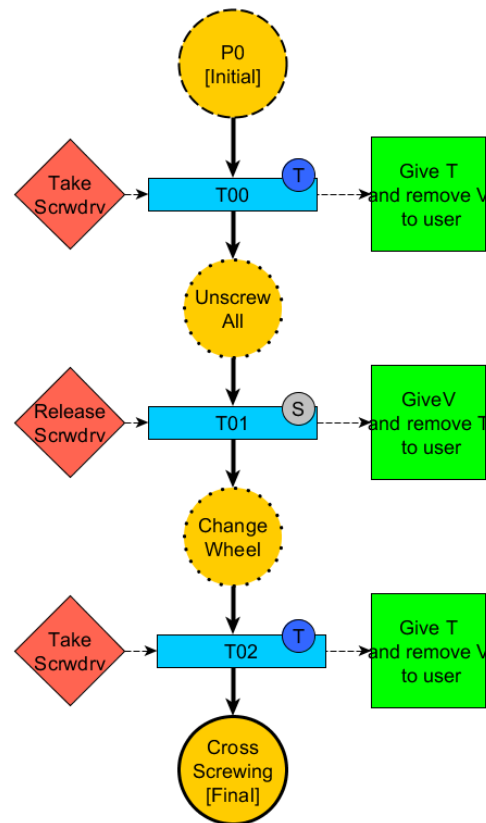 P0
[Initial]
Take
Scrwdrv
T
T00
Give T
and remove V
to user
Unscrew
All
Release
Scrwdrv
S
T01
GiveV
and remove T
to user
Change
Wheel
Take
Scrwdrv
T
T02
Give T
and remove V
to user
Cross
Screwing
[Final]